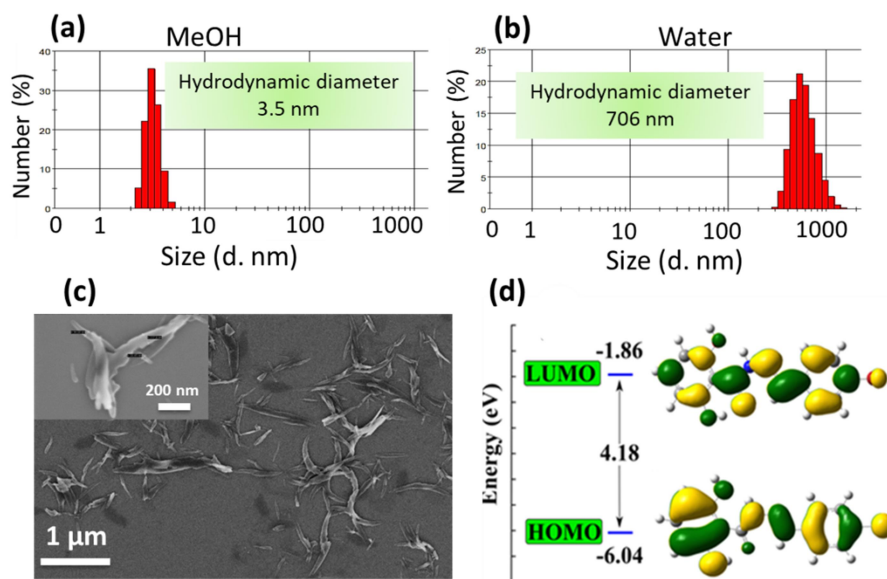 (a)
MeOH
Number (%)
40
30
20
10
0
Hydrodynamic diameter
3.5 nm
0 1 10 100 1000
Size (d. nm)
(b)
Water
Number (%)
25
20
15
10
5
0
Hydrodynamic diameter
706 nm
0 1 10 100 1000
Size (d. nm)
(c)
200 nm
1 µm
(d)
Energy (eV)
-1.86
LUMO
4.18
HOMO
-6.04